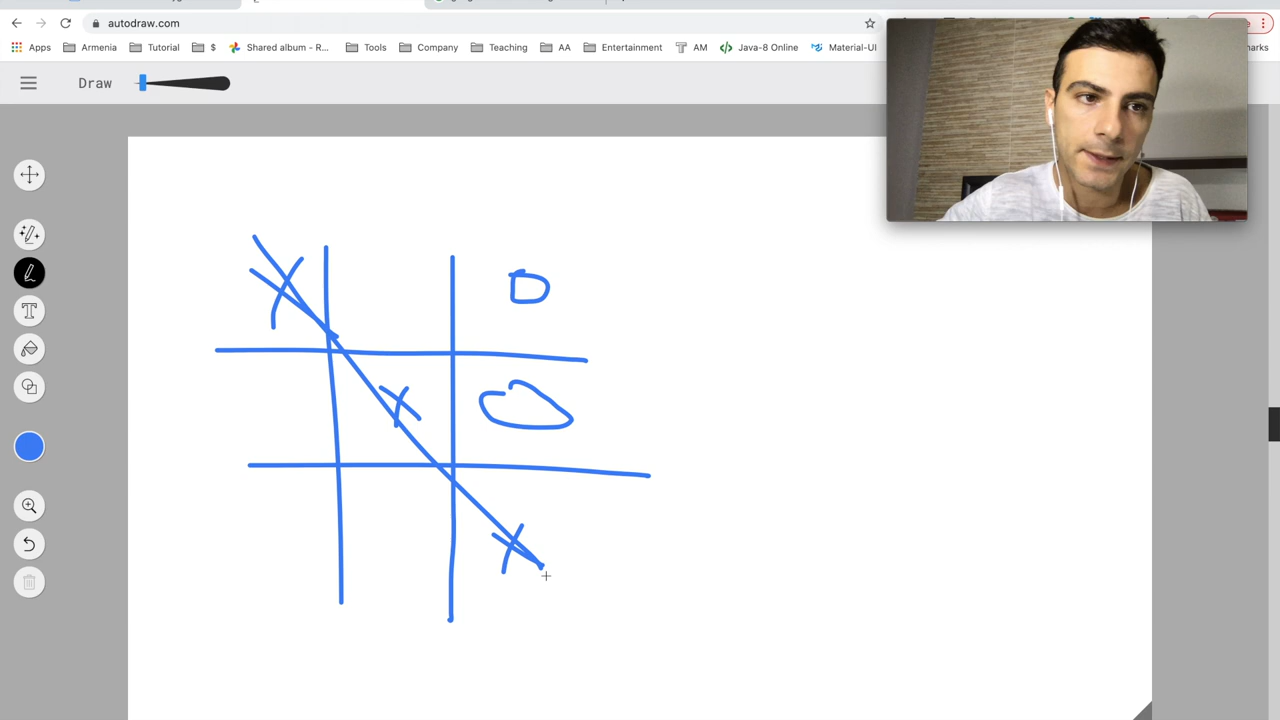 autodraw.com
Apps Armenia Tutorial $ Shared album - R... Tools Company Teaching AA Entertainment AM Java-8 Online Material-UI
Draw
X O
X O
X